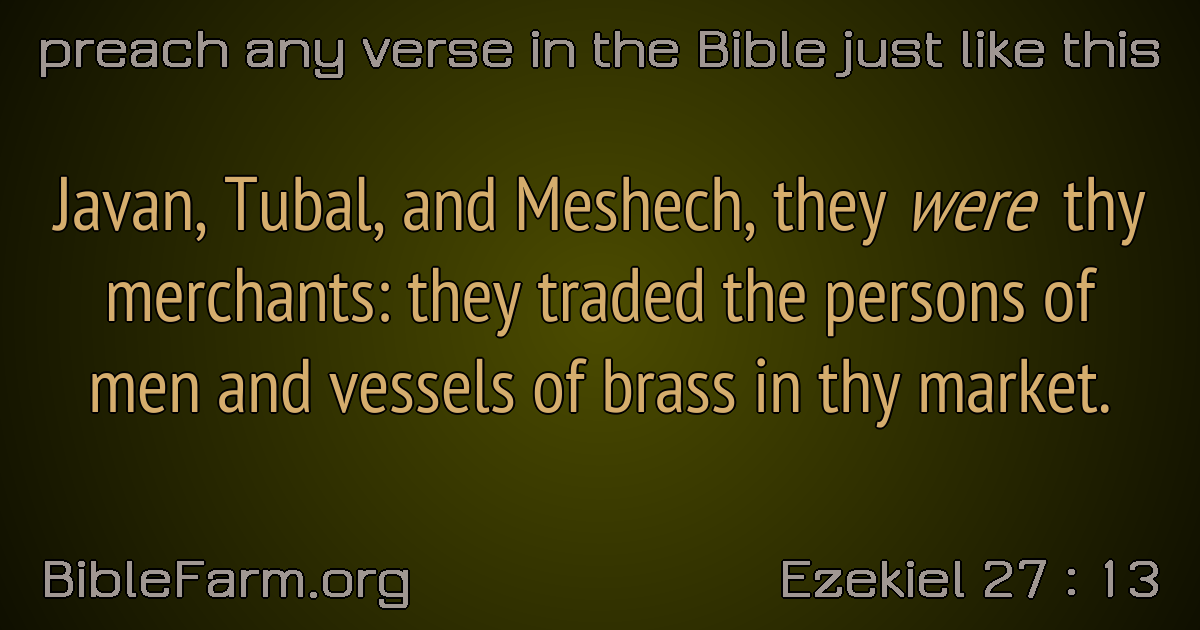 preach any verse in the Bible just like this
Javan, Tubal, and Meshech, they were thy
merchants: they traded the persons of
men and vessels of brass in thy market.
BibleFarm.org
Ezekiel 27 : 13